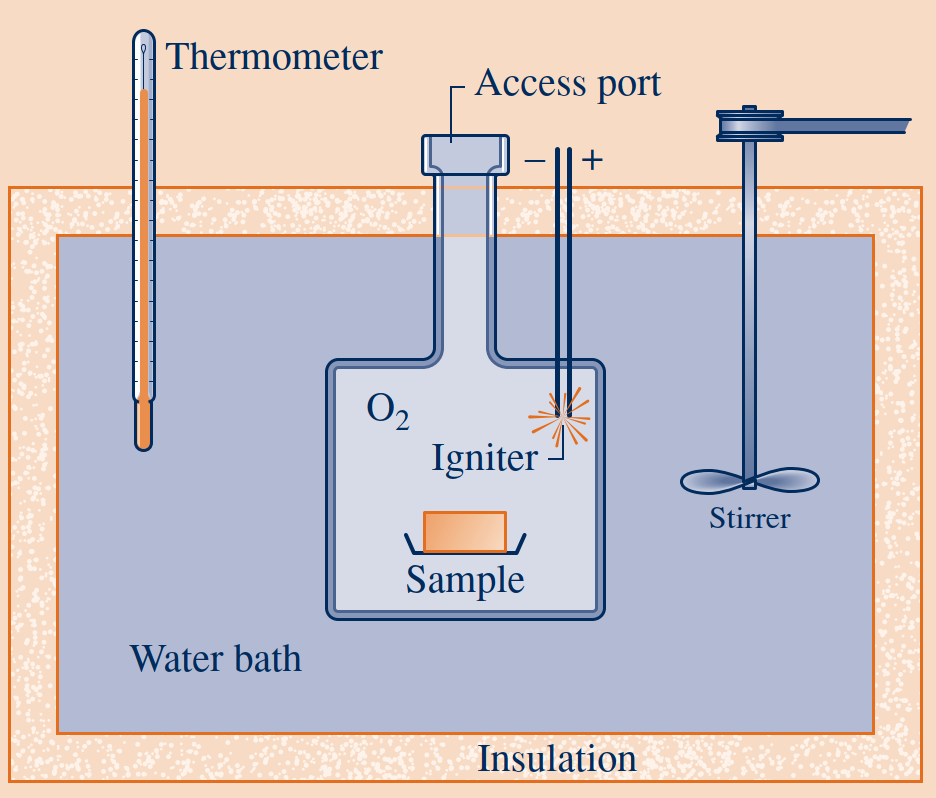 Thermometer
Access port
– +
O₂
Igniter
Stirrer
Sample
Water bath
Insulation